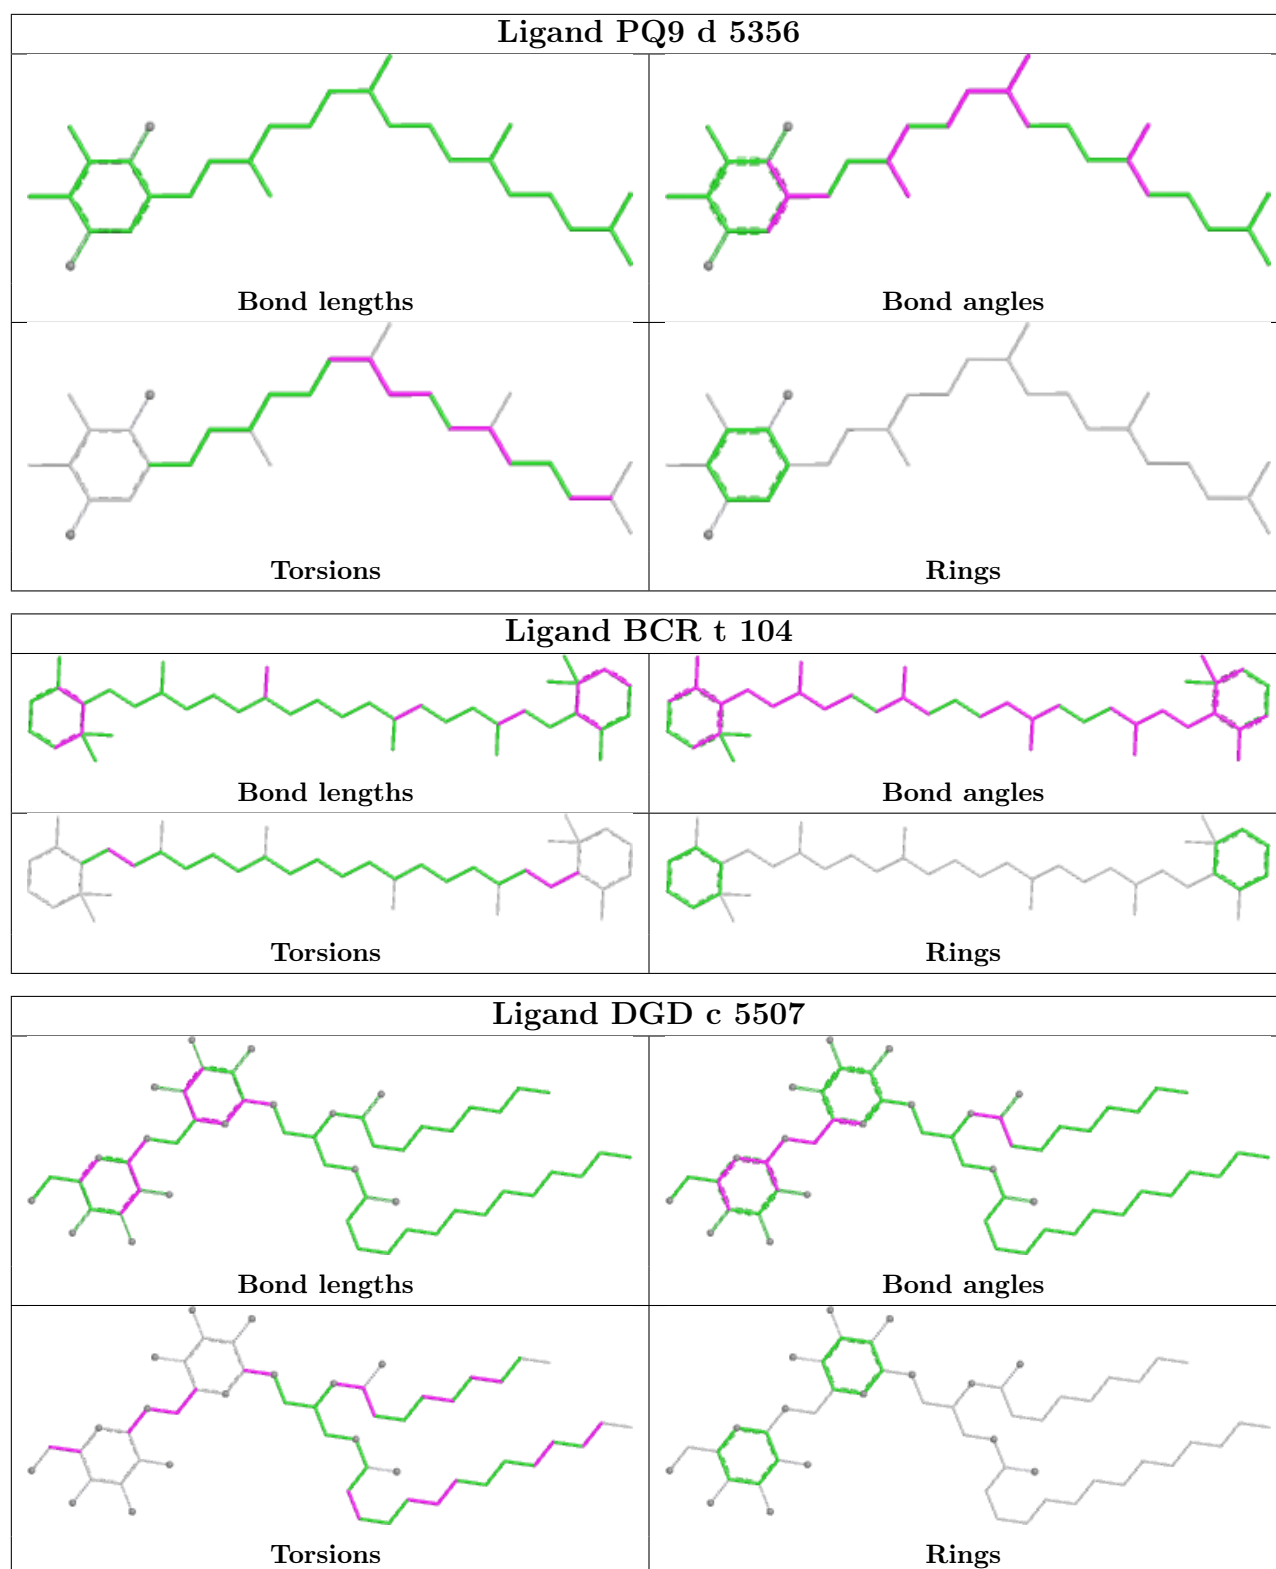 Ligand PQ9 d 5356
Bond lengths
Bond angles
Torsions
Rings
Ligand BCR t 104
Bond lengths
Bond angles
Torsions
Rings
Ligand DGD c 5507
Bond lengths
Bond angles
Torsions
Rings